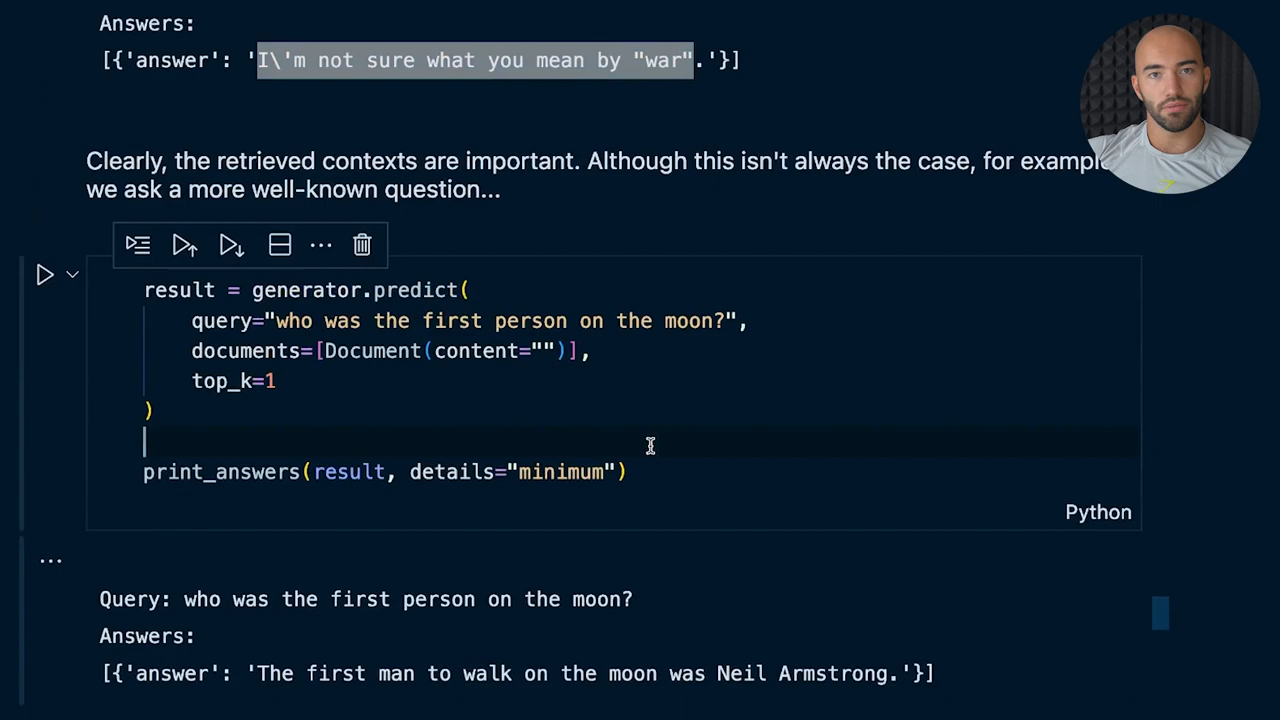 Answers:
[{'answer': 'I\'m not sure what you mean by "war".'}]
Clearly, the retrieved contexts are important. Although this isn't always the case, for example
we ask a more well-known question...
result = generator.predict(
query="who was the first person on the moon?",
documents=[Document(content="")],
top_k=1
)
print_answers(result, details="minimum")
Python
Query: who was the first person on the moon?
Answers:
[{'answer': 'The first man to walk on the moon was Neil Armstrong.'}]